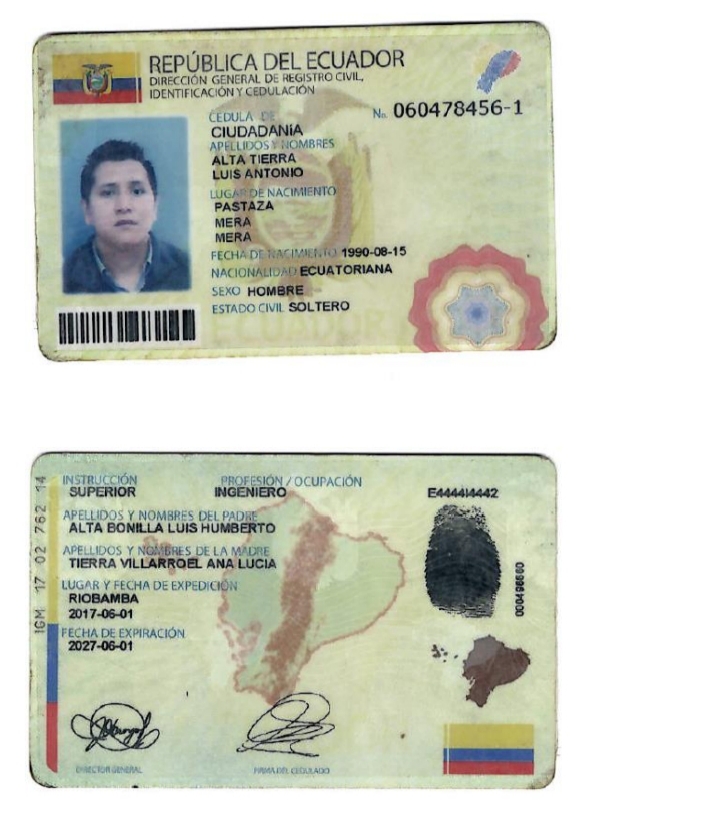 REPÚBLICA DEL ECUADOR
DIRECCIÓN GENERAL DE REGISTRO CIVIL,
IDENTIFICACIÓN Y CEDULACIÓN
CÉDULA DE
CIUDADANÍA
No. 060478456-1
APELLIDOS Y NOMBRES
ALTA TIERRA
LUIS ANTONIO
LUGAR DE NACIMIENTO
PASTAZA
MERA
MERA
FECHA DE NACIMIENTO 1990-08-15
NACIONALIDAD ECUATORIANA
SEXO HOMBRE
ESTADO CIVIL SOLTERO
ECUADOR
INSTRUCCIÓN
SUPERIOR
PROFESIÓN / OCUPACIÓN
INGENIERO
E4444I4442
APELLIDOS Y NOMBRES DEL PADRE
ALTA BONILLA LUIS HUMBERTO
APELLIDOS Y NOMBRES DE LA MADRE
TIERRA VILLARROEL ANA LUCIA
LUGAR Y FECHA DE EXPEDICIÓN
RIOBAMBA
2017-06-01
FECHA DE EXPIRACIÓN
2027-06-01
IGM 17 02 762 14
DIRECTOR GENERAL
FIRMA DEL CEDULADO